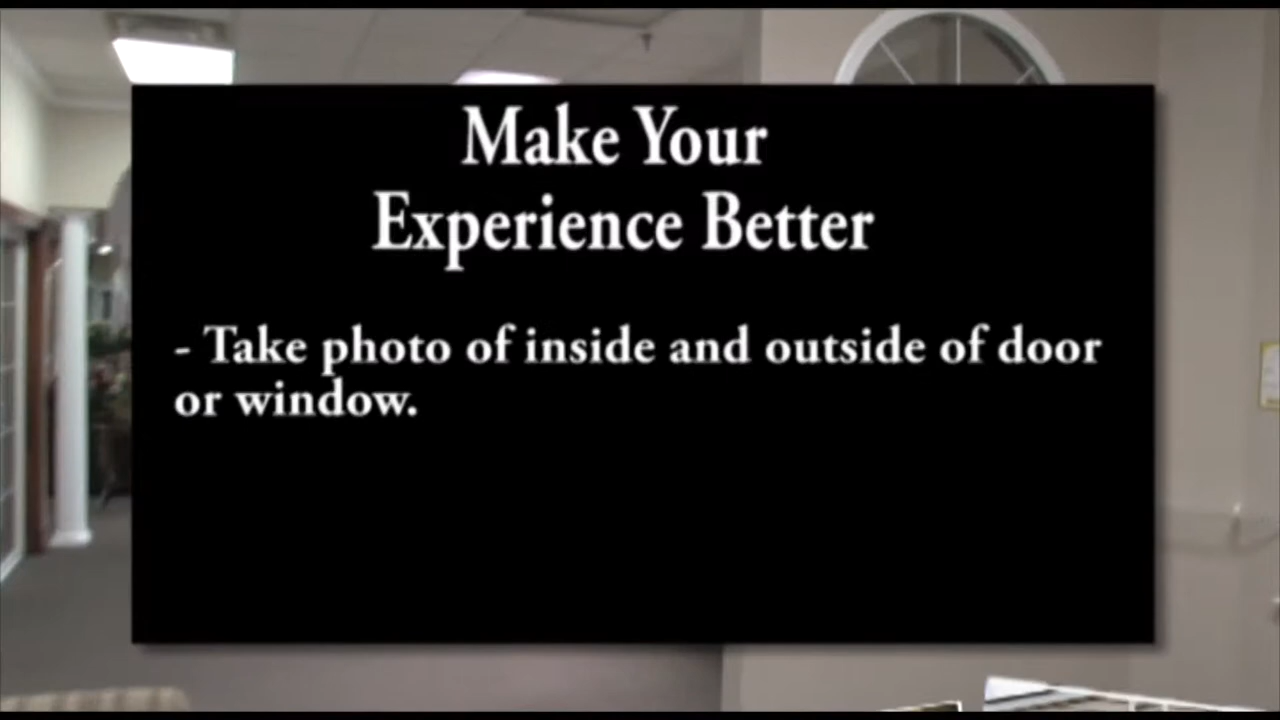 Make Your
Experience Better
- Take photo of inside and outside of door
or window.